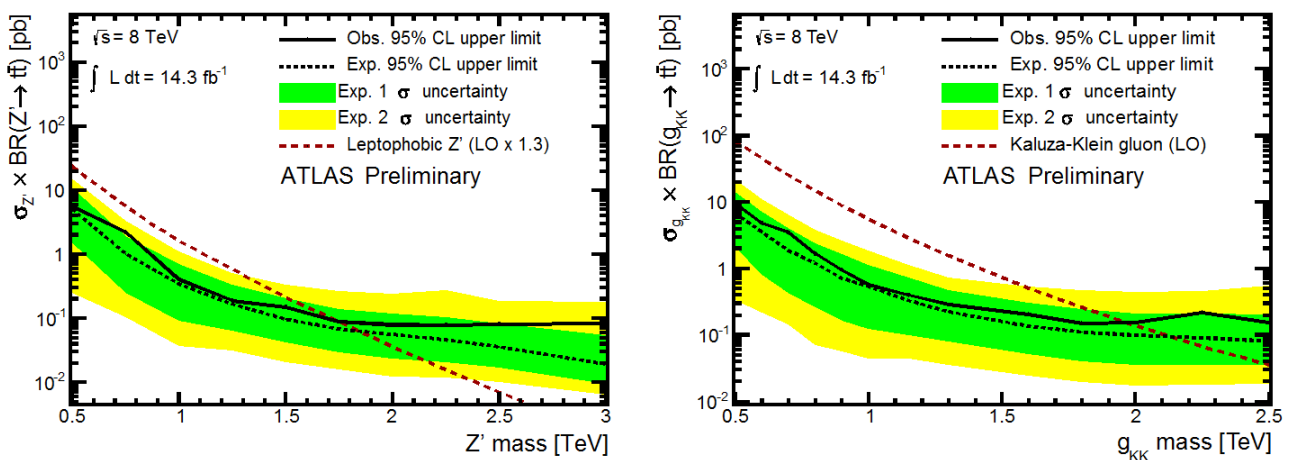 √s = 8 TeV
∫ L dt = 14.3 fb⁻¹
Obs. 95% CL upper limit
Exp. 95% CL upper limit
Exp. 1 σ uncertainty
Exp. 2 σ uncertainty
Leptophobic Z' (LO x 1.3)
ATLAS Preliminary
σ_Z' × BR(Z'→ tt̄) [pb]
10³
10²
10
1
10⁻¹
10⁻²
0.5 1 1.5 2 2.5 3
Z' mass [TeV]
√s = 8 TeV
∫ L dt = 14.3 fb⁻¹
Obs. 95% CL upper limit
Exp. 95% CL upper limit
Exp. 1 σ uncertainty
Exp. 2 σ uncertainty
Kaluza-Klein gluon (LO)
ATLAS Preliminary
σ_gKK × BR(g_KK→ tt̄) [pb]
10³
10²
10
1
10⁻¹
10⁻²
0.5 1 1.5 2 2.5
g_KK mass [TeV]